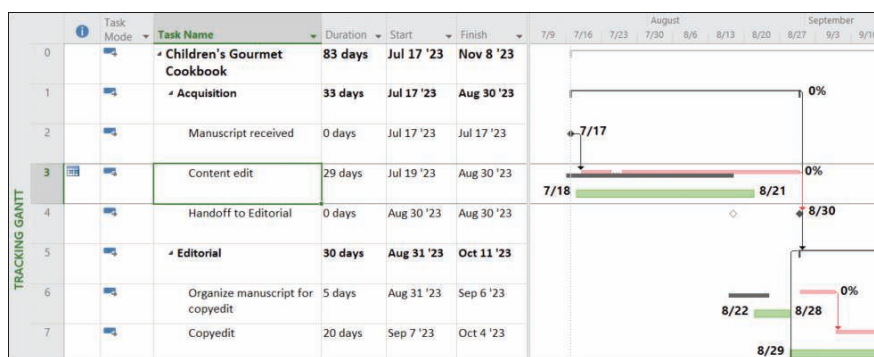 Task
Mode
Task Name
Duration
Start
Finish
August
September
7/9
7/16
7/23
7/30
8/6
8/13
8/20
8/27
9/3
0
Children's Gourmet
Cookbook
83 days
Jul 17 '23
Nov 8 '23
1
Acquisition
33 days
Jul 17 '23
Aug 30 '23
0%
2
Manuscript received
0 days
Jul 17 '23
Jul 17 '23
7/17
3
Content edit
29 days
Jul 19 '23
Aug 30 '23
0%
7/18
8/21
4
Handoff to Editorial
0 days
Aug 30 '23
Aug 30 '23
8/30
5
Editorial
30 days
Aug 31 '23
Oct 11 '23
6
Organize manuscript for
copyedit
5 days
Aug 31 '23
Sep 6 '23
0%
8/22
8/28
7
Copyedit
20 days
Sep 7 '23
Oct 4 '23
8/29
TRACKING GANTT